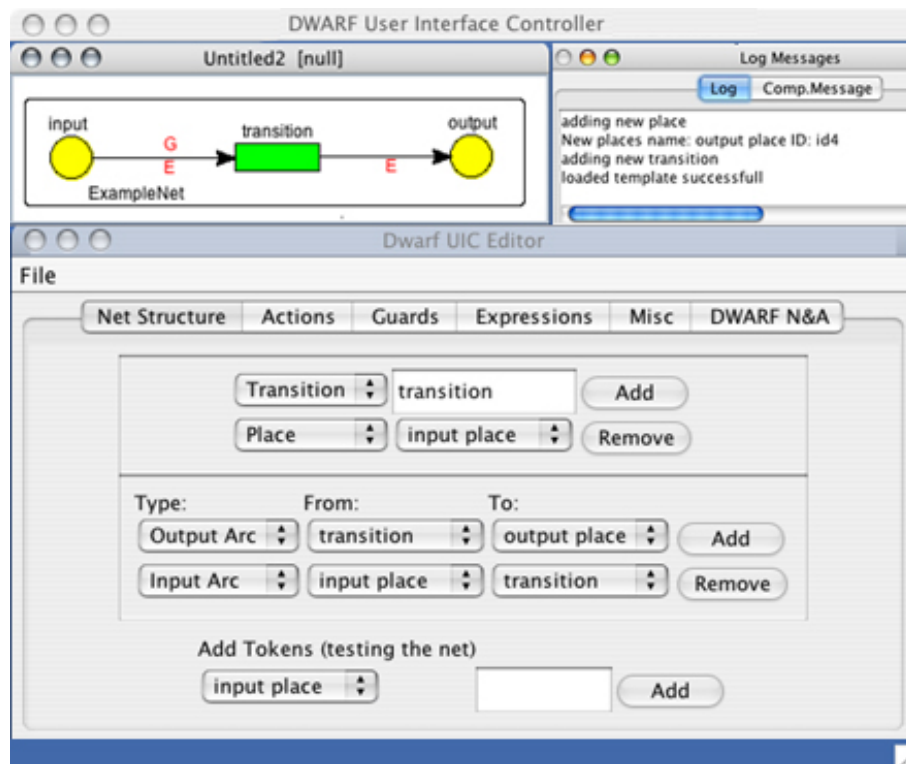 DWARF User Interface Controller
Untitled2 [null]
input
transition
output
G
E
E
ExampleNet
Log Messages
Log Comp.Message
adding new place
New places name: output place ID: id4
adding new transition
loaded template successfull
Dwarf UIC Editor
File
Net Structure Actions Guards Expressions Misc DWARF N&A
Transition transition Add
Place input place Remove
Type: From: To:
Output Arc transition output place Add
Input Arc input place transition Remove
Add Tokens (testing the net)
input place Add